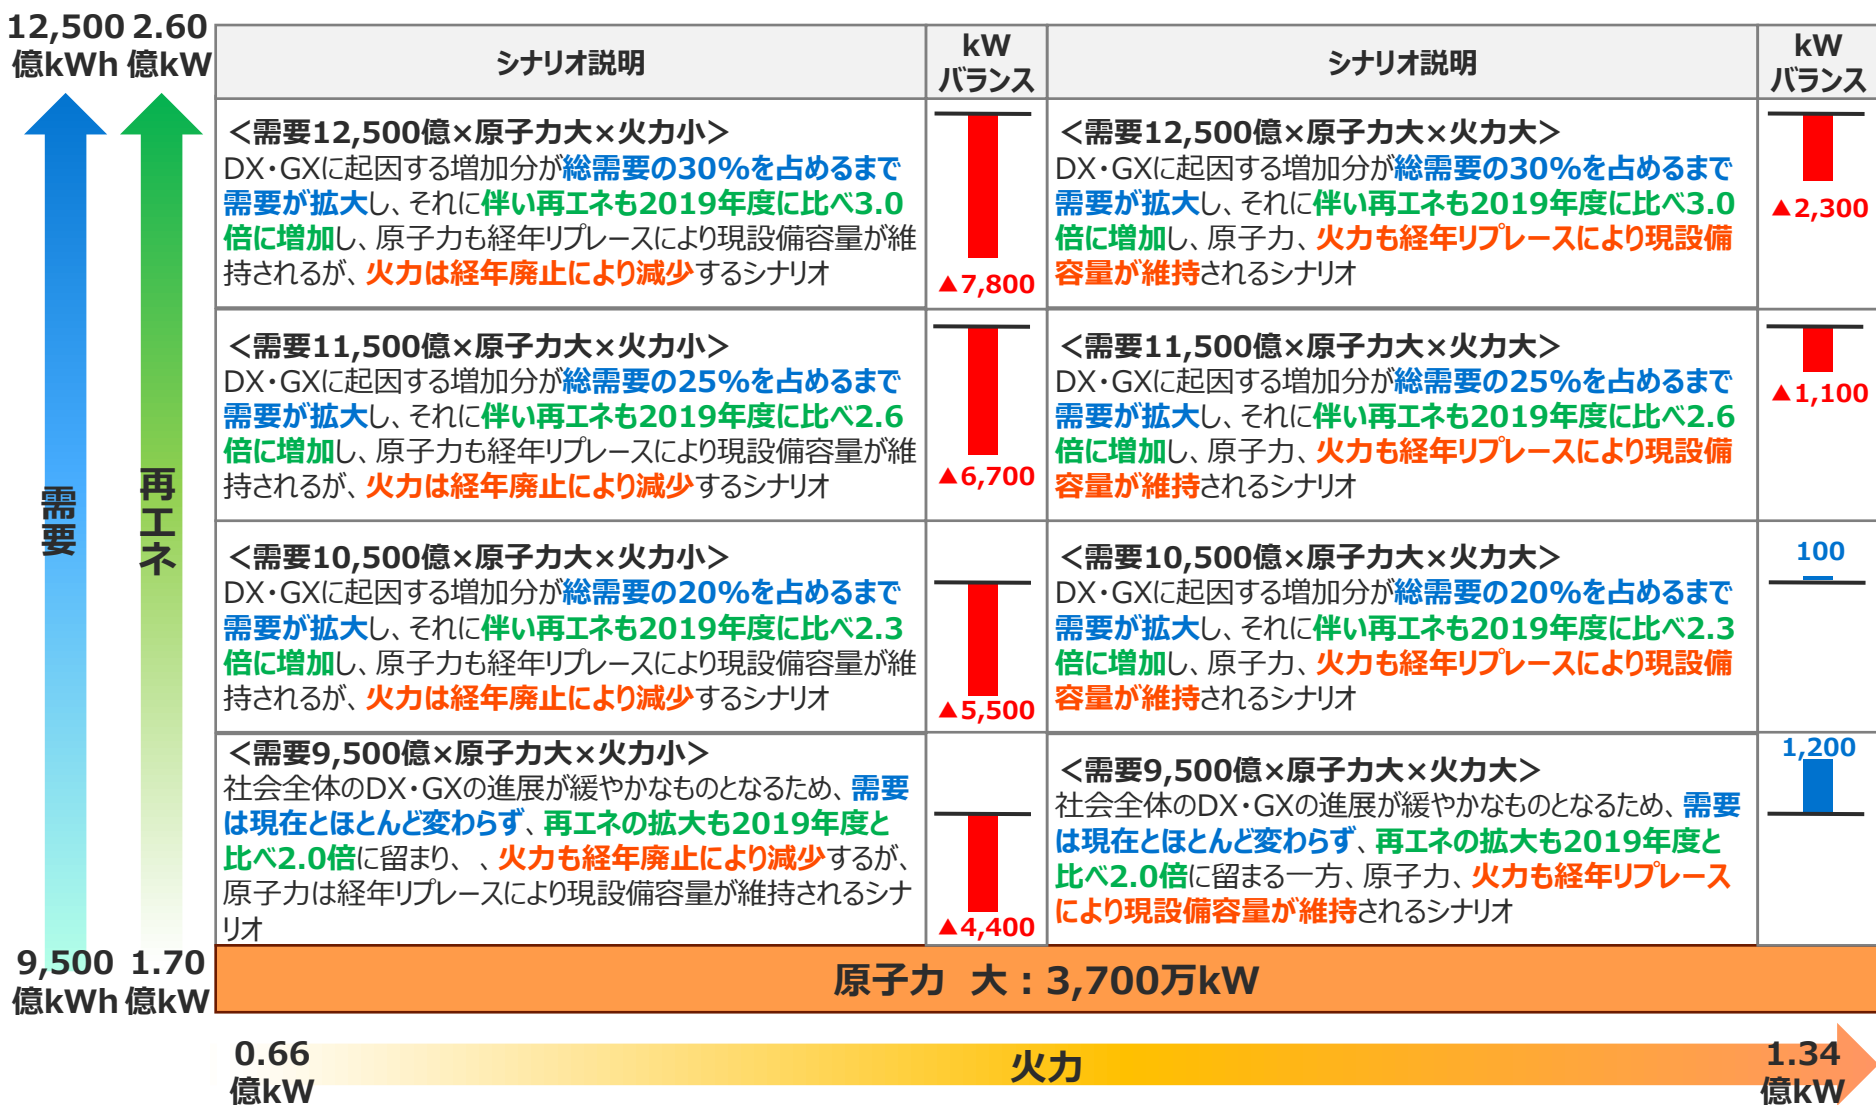 12,500
億kWh
2.60
億kW
シナリオ説明
kW
バランス
シナリオ説明
kW
バランス
＜需要12,500億×原子力大×火力小＞
DX・GXに起因する増加分が総需要の30%を占めるまで
需要が拡大し、それに伴い再エネも2019年度に比べ3.0
倍に増加し、原子力も経年リプレースにより現設備容量が維
持されるが、火力は経年廃止により減少するシナリオ
▲7,800
＜需要12,500億×原子力大×火力大＞
DX・GXに起因する増加分が総需要の30%を占めるまで
需要が拡大し、それに伴い再エネも2019年度に比べ3.0
倍に増加し、原子力、火力も経年リプレースにより現設備
容量が維持されるシナリオ
▲2,300
＜需要11,500億×原子力大×火力小＞
DX・GXに起因する増加分が総需要の25%を占めるまで
需要が拡大し、それに伴い再エネも2019年度に比べ2.6
倍に増加し、原子力も経年リプレースにより現設備容量が維
持されるが、火力は経年廃止により減少するシナリオ
▲6,700
＜需要11,500億×原子力大×火力大＞
DX・GXに起因する増加分が総需要の25%を占めるまで
需要が拡大し、それに伴い再エネも2019年度に比べ2.6
倍に増加し、原子力、火力も経年リプレースにより現設備
容量が維持されるシナリオ
▲1,100
需要
再エネ
＜需要10,500億×原子力大×火力小＞
DX・GXに起因する増加分が総需要の20%を占めるまで
需要が拡大し、それに伴い再エネも2019年度に比べ2.3
倍に増加し、原子力も経年リプレースにより現設備容量が維
持されるが、火力は経年廃止により減少するシナリオ
▲5,500
＜需要10,500億×原子力大×火力大＞
DX・GXに起因する増加分が総需要の20%を占めるまで
需要が拡大し、それに伴い再エネも2019年度に比べ2.3
倍に増加し、原子力、火力も経年リプレースにより現設備
容量が維持されるシナリオ
100
＜需要9,500億×原子力大×火力小＞
社会全体のDX・GXの進展が緩やかなものとなるため、需要
は現在とほとんど変わらず、再エネの拡大も2019年度と
比べ2.0倍に留まり、、火力も経年廃止により減少するが、
原子力は経年リプレースにより現設備容量が維持されるシナ
リオ
▲4,400
＜需要9,500億×原子力大×火力大＞
社会全体のDX・GXの進展が緩やかなものとなるため、需要
は現在とほとんど変わらず、再エネの拡大も2019年度と
比べ2.0倍に留まる一方、原子力、火力も経年リプレース
により現設備容量が維持されるシナリオ
1,200
9,500
億kWh
1.70
億kW
原子力 大：3,700万kW
0.66
億kW
火力
1.34
億kW